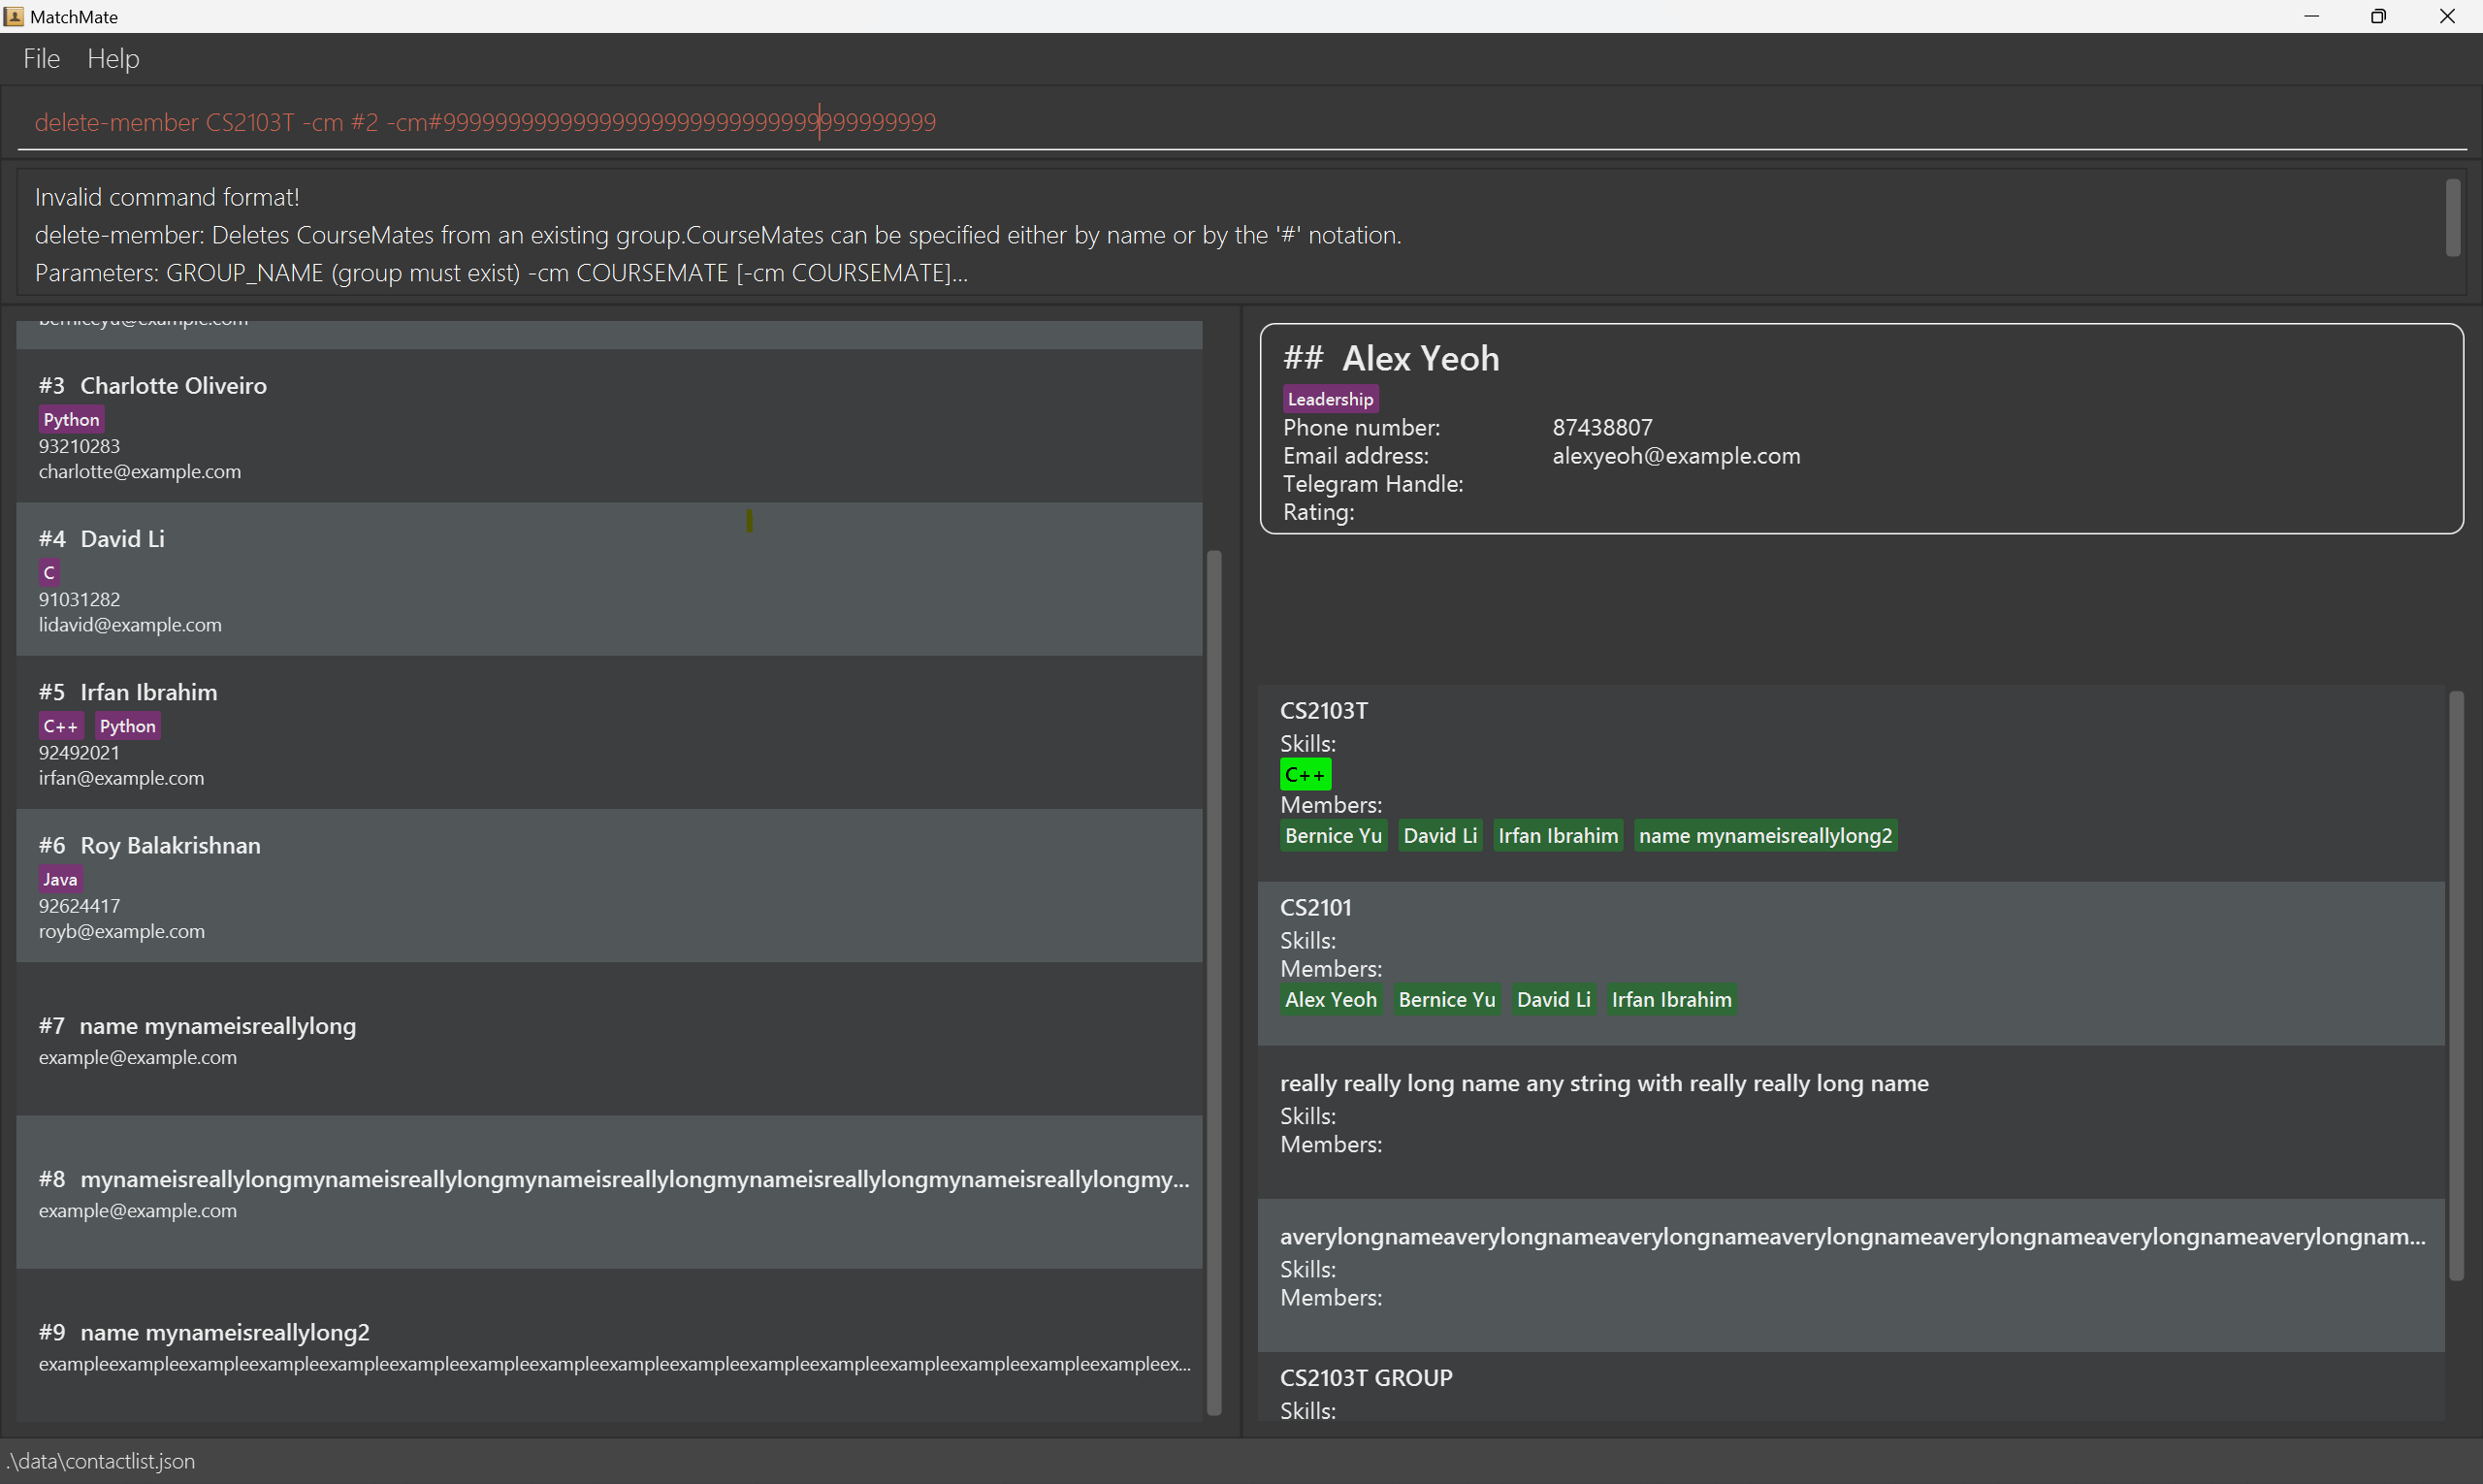 MatchMate
File Help
delete-member CS2103T -cm #2 -cm#99999999999999999999999999999999999999
Invalid command format!
delete-member: Deletes CourseMates from an existing group.CourseMates can be specified either by name or by the '#' notation.
Parameters: GROUP_NAME (group must exist) -cm COURSEMATE [-cm COURSEMATE]...
berniceyu@example.com
#3 Charlotte Oliveiro
Python
93210283
charlotte@example.com
#4 David Li
C
91031282
lidavid@example.com
#5 Irfan Ibrahim
C++ Python
92492021
irfan@example.com
#6 Roy Balakrishnan
Java
92624417
royb@example.com
#7 name mynameisreallylong
example@example.com
#8 mynameisreallylongmynameisreallylongmynameisreallylongmynameisreallylongmynameisreallylongmy...
example@example.com
#9 name mynameisreallylong2
exampleexampleexampleexampleexampleexampleexampleexampleexampleexampleexampleexampleexampleexampleexampleexampleex...
## Alex Yeoh
Leadership
Phone number: 87438807
Email address: alexyeoh@example.com
Telegram Handle:
Rating:
CS2103T
Skills:
C++
Members:
Bernice Yu David Li Irfan Ibrahim name mynameisreallylong2
CS2101
Skills:
Members:
Alex Yeoh Bernice Yu David Li Irfan Ibrahim
really really long name any string with really really long name
Skills:
Members:
averylongnameaverylongnameaverylongnameaverylongnameaverylongnameaverylongnameaverylongnam...
Skills:
Members:
CS2103T GROUP
Skills:
.\data\contactlist.json